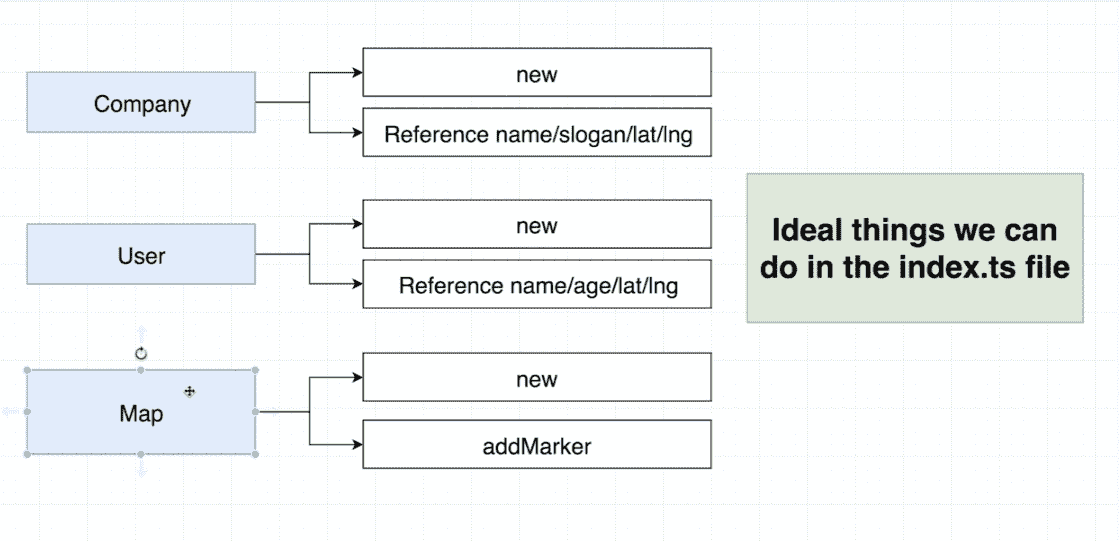 Company
new
Reference name/slogan/lat/lng
User
new
Reference name/age/lat/lng
Map
new
addMarker
Ideal things we can
do in the index.ts file